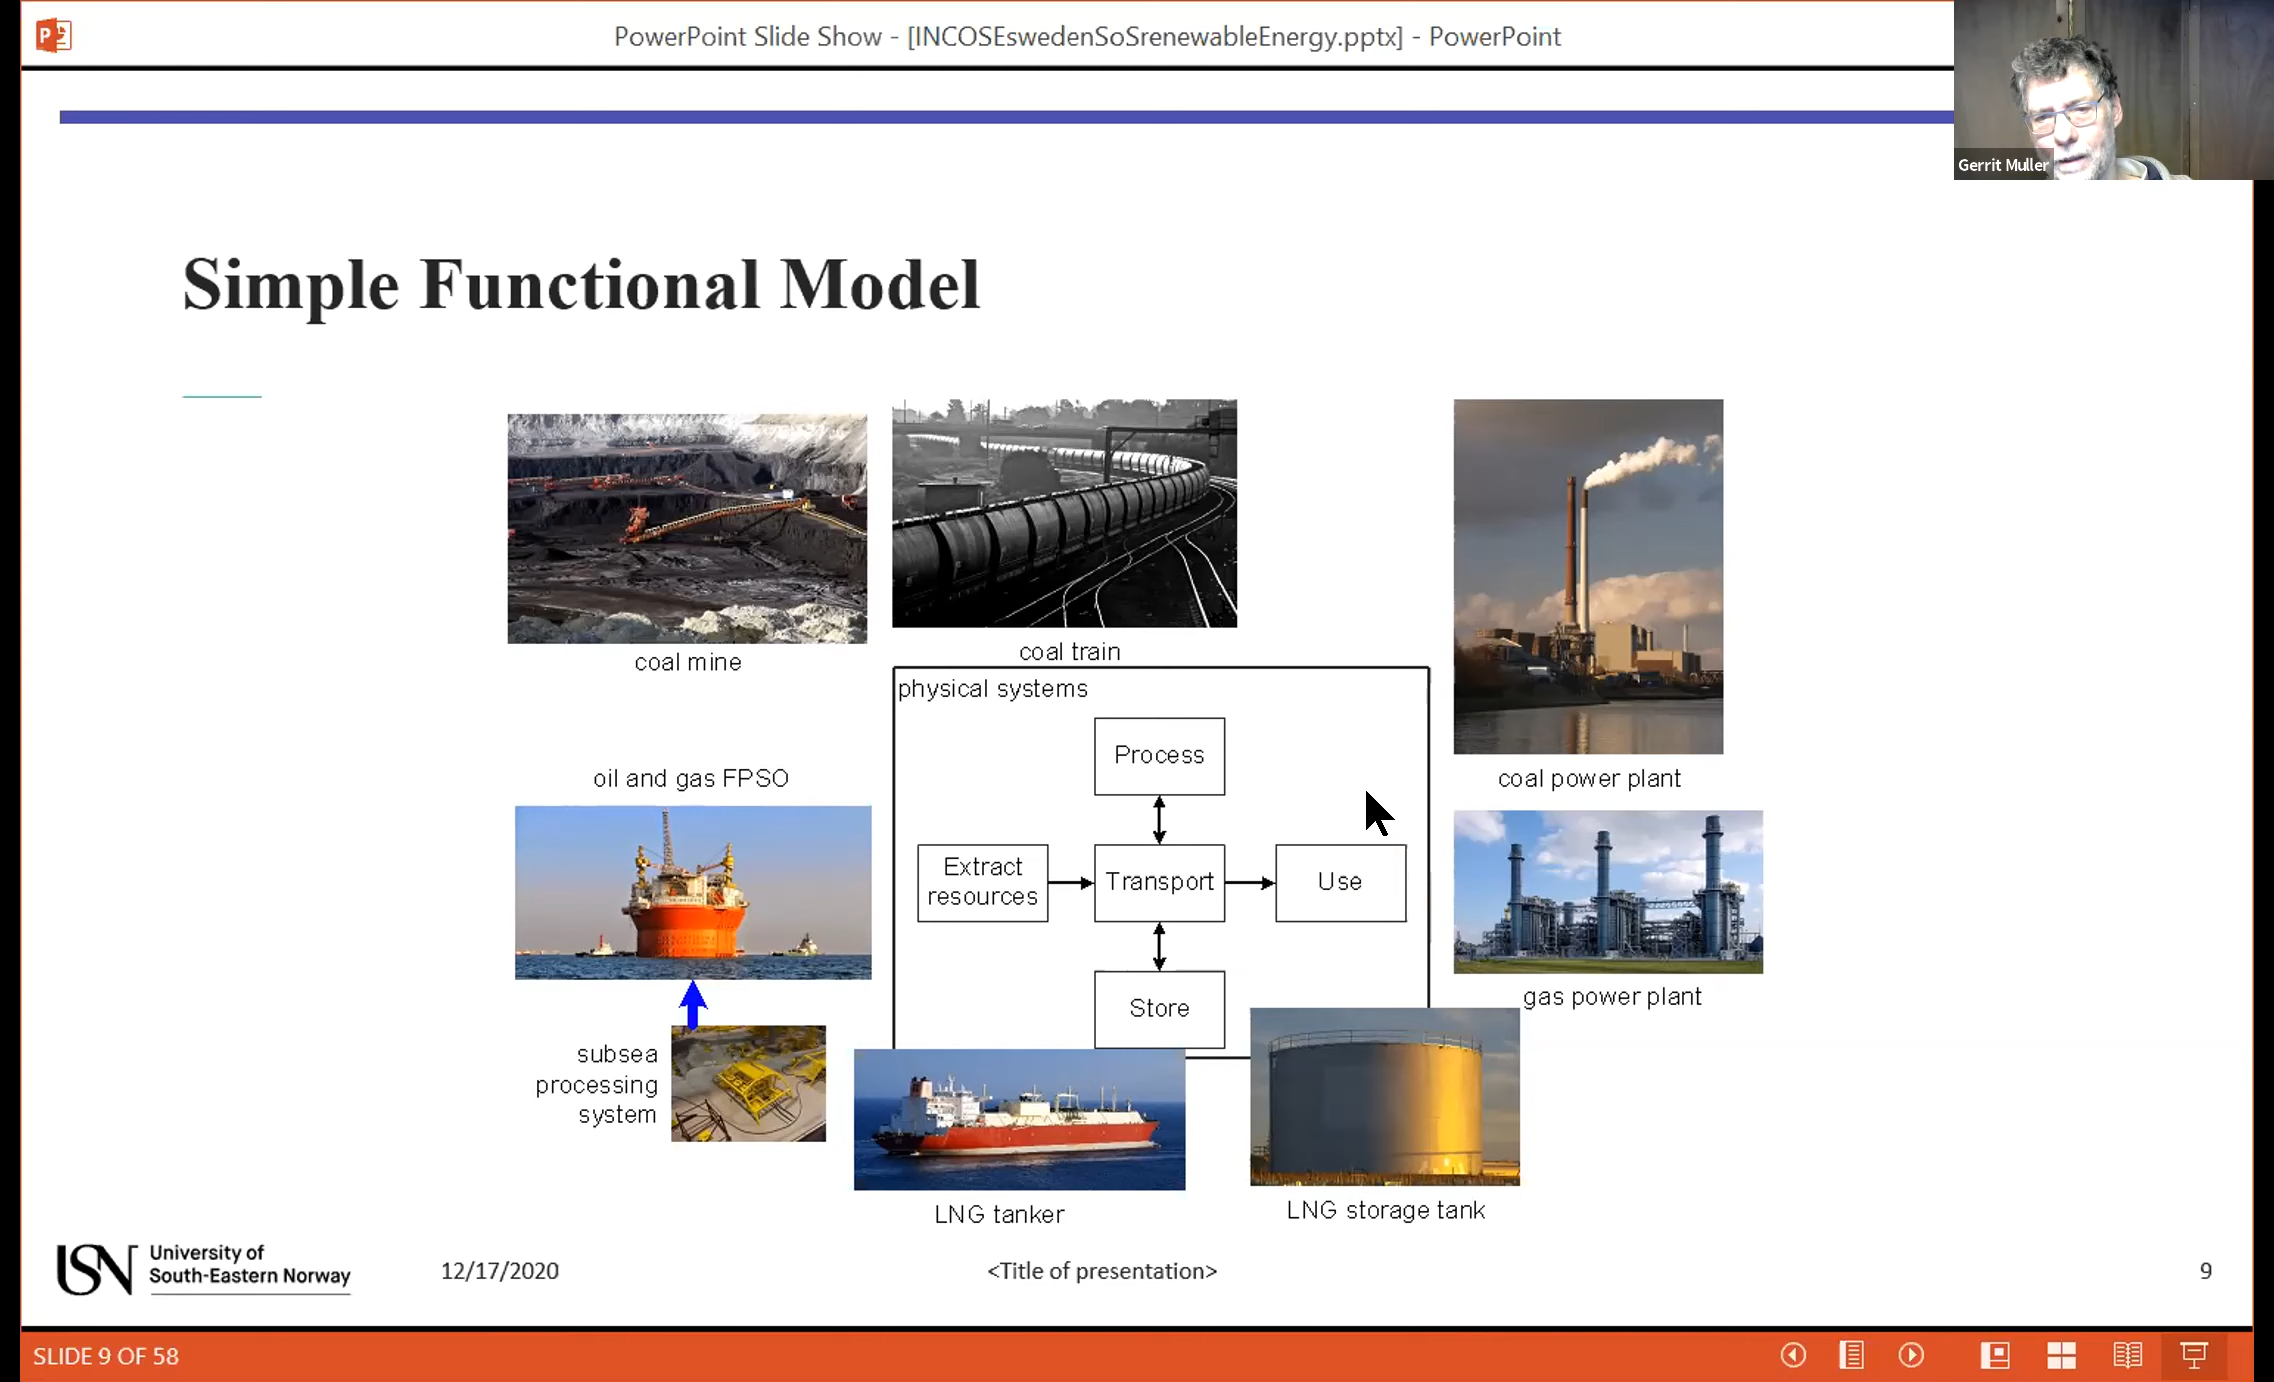 PowerPoint Slide Show - [INCOSEswedenSoSrenewableEnergy.pptx] - PowerPoint
Gerrit Muller
Simple Functional Model
coal mine
coal train
physical systems
Process
oil and gas FPSO
coal power plant
Extract
resources
Transport
Use
gas power plant
Store
subsea
processing
system
LNG tanker
LNG storage tank
USN
University of
South-Eastern Norway
12/17/2020
<Title of presentation>
9
SLIDE 9 OF 58